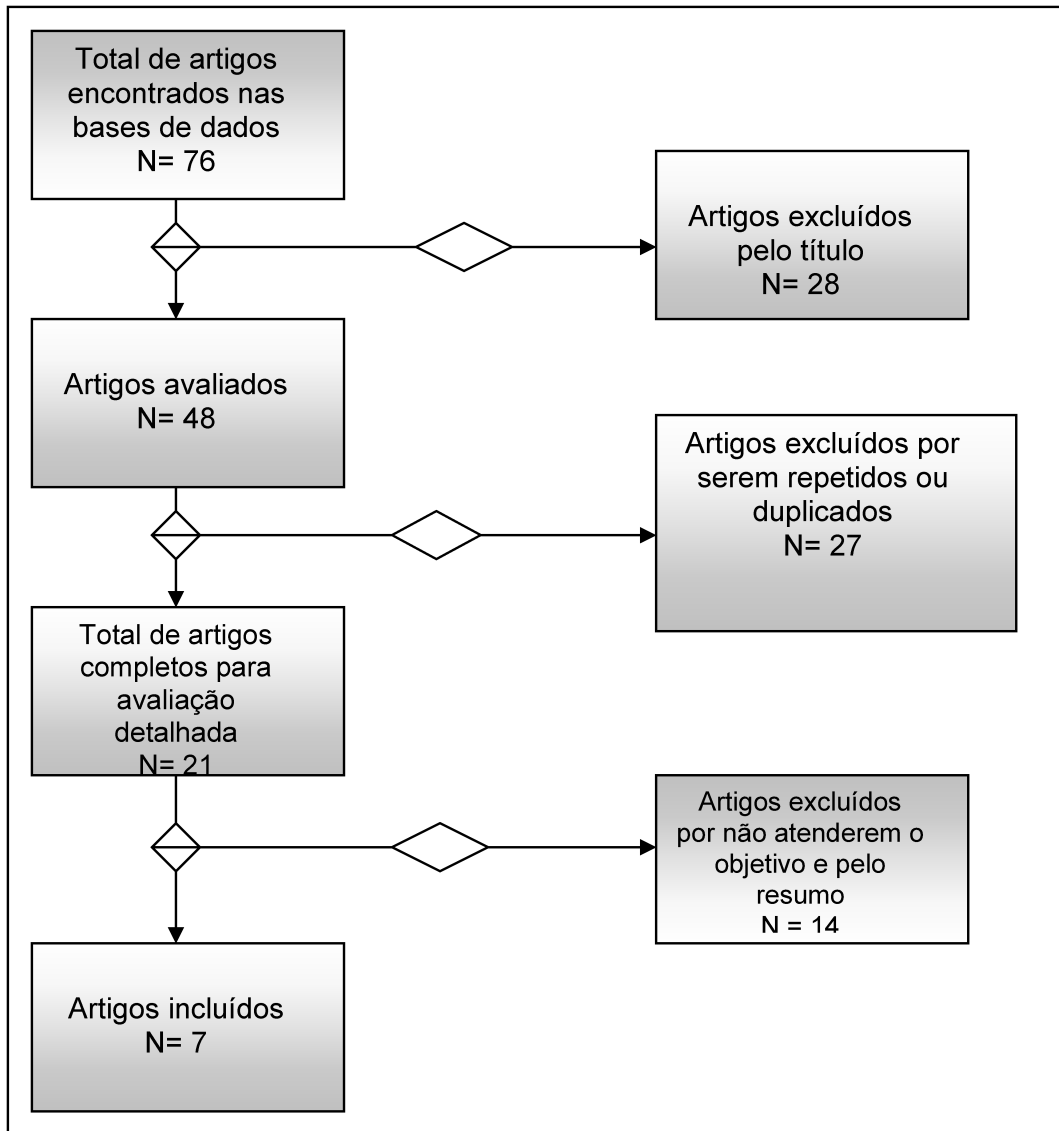 Total de artigos
encontrados nas
bases de dados
N= 76
Artigos excluídos
pelo título
N= 28
Artigos avaliados
N= 48
Artigos excluídos por
serem repetidos ou
duplicados
N= 27
Total de artigos
completos para
avaliação
detalhada
N= 21
Artigos excluídos
por não atenderem o
objetivo e pelo
resumo
N = 14
Artigos incluídos
N= 7